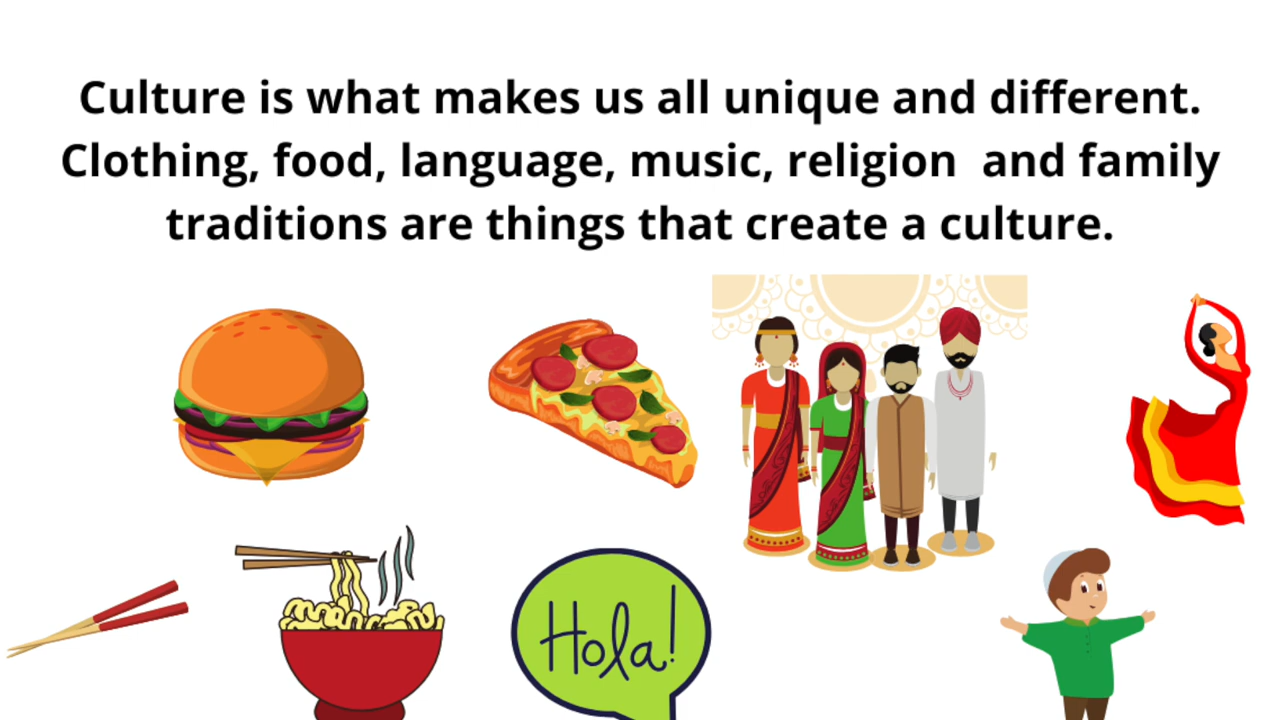 Culture is what makes us all unique and different.
Clothing, food, language, music, religion  and family
traditions are things that create a culture.
Hola!